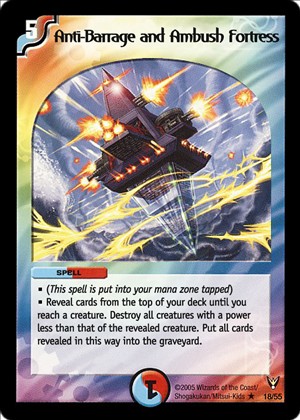 5 Anti-Barrage and Ambush Fortress
SPELL
▪ (This spell is put into your mana zone tapped)
▪ Reveal cards from the top of your deck until you
reach a creature. Destroy all creatures with a power
less than that of the revealed creature. Put all cards
revealed in this way into the graveyard.
©2005 Wizards of the Coast/
Shogakukan/Mitsui-Kids ★ 18/55